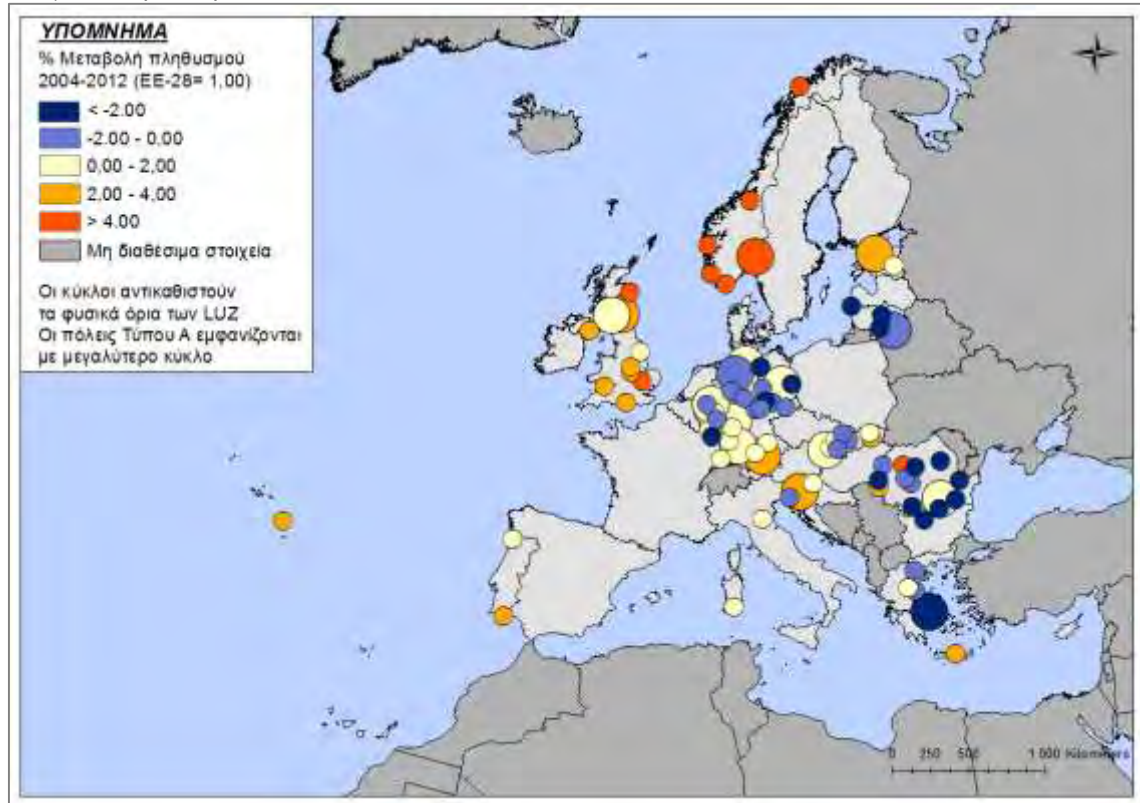 ΥΠΟΜΝΗΜΑ
% Μεταβολή πληθυσμού
2004-2012 (ΕΕ-28= 1,00)
< -2.00
-2.00 - 0,00
0,00 - 2,00
2,00 - 4,00
> 4.00
Μη διαθέσιμα στοιχεία
Οι κύκλοι αντικαθιστούν
τα φυσικά όρια των LUZ
Οι πόλεις Τύπου Α εμφανίζονται
με μεγαλύτερο κύκλο
0 250 500 1 000 Kilometers